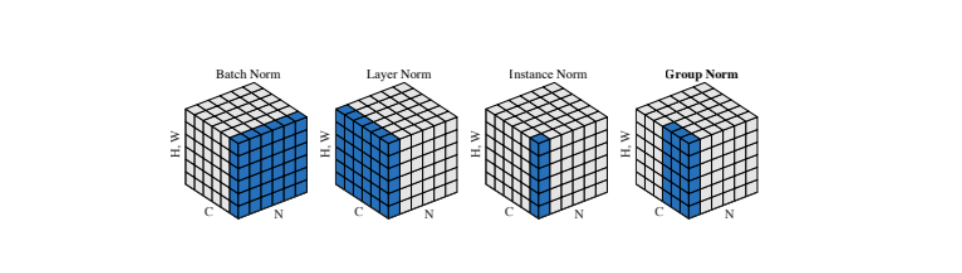 Batch Norm
H, W
C
N
Layer Norm
H, W
C
N
Instance Norm
H, W
C
N
Group Norm
H, W
C
N